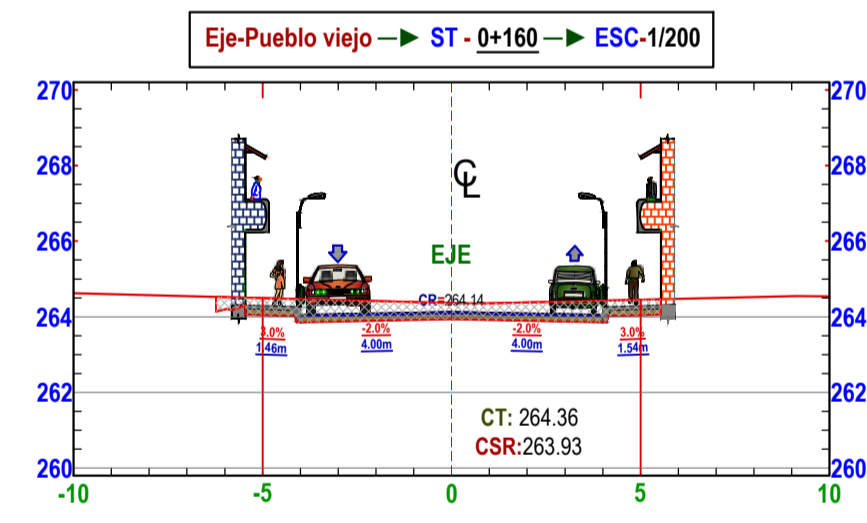 Eje-Pueblo viejo ST - 0+160 ESC-1/200
270 270
268 268
266 266
264 264
262 262
260 260
CL
EJE
CR=264.14
3.0% -2.0% -2.0% 3.0%
1.46m 4.00m 4.00m 1.54m
CT: 264.36
CSR:263.93
-10 -5 0 5 10